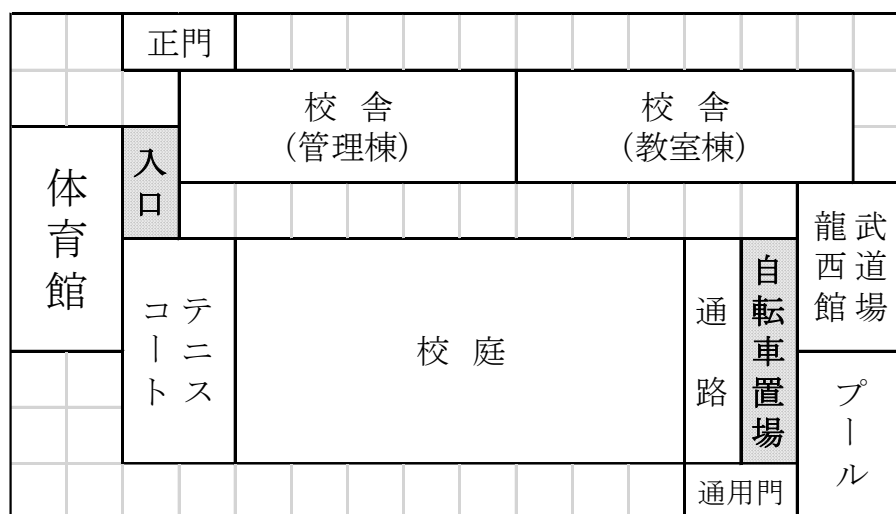 正門
校舎
(管理棟)
校舎
(教室棟)
体育館
入口
テニス
コート
校庭
通路
自転車置場
武道場
龍西館
プール
通用門